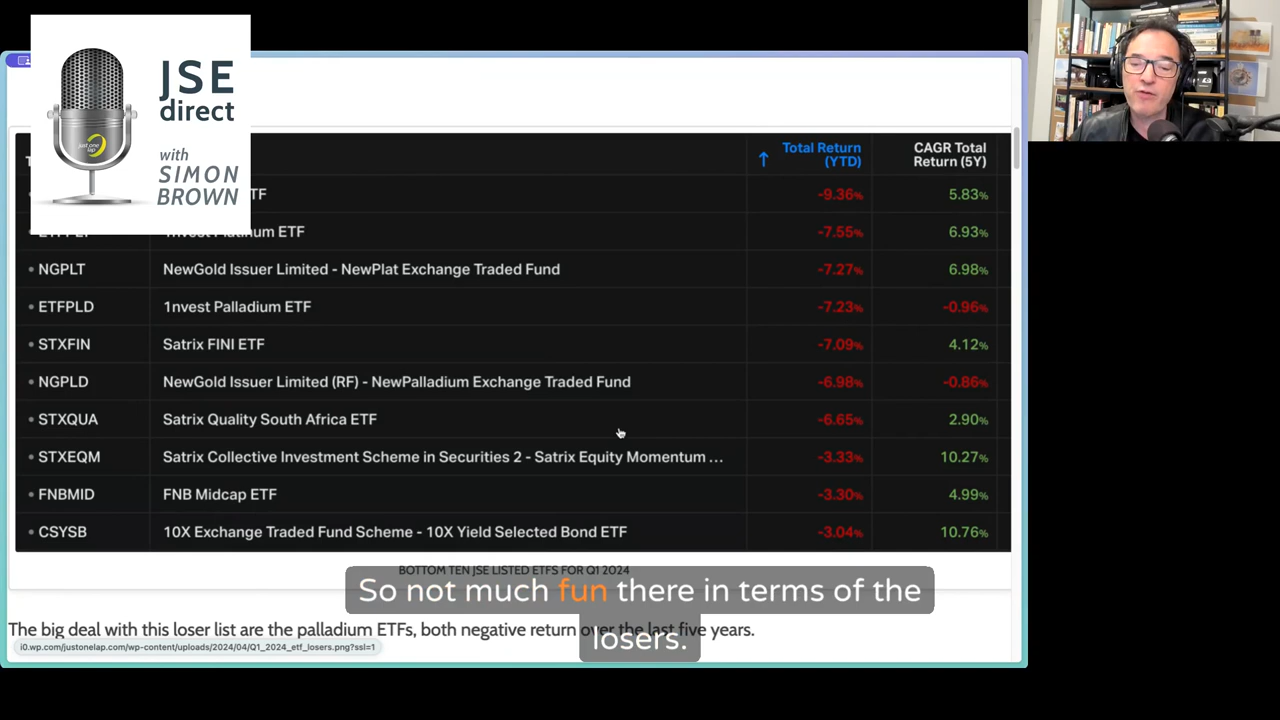 JSE
direct
with
SIMON
BROWN
just one
lap
Total Return
(YTD)
CAGR Total
Return (5Y)
ETF -9.36% 5.83%
1nvest Platinum ETF -7.55% 6.93%
NGPLT NewGold Issuer Limited - NewPlat Exchange Traded Fund -7.27% 6.98%
ETFPLD 1nvest Palladium ETF -7.23% -0.96%
STXFIN Satrix FINI ETF -7.09% 4.12%
NGPLD NewGold Issuer Limited (RF) - NewPalladium Exchange Traded Fund -6.98% -0.86%
STXQUA Satrix Quality South Africa ETF -6.65% 2.90%
STXEQM Satrix Collective Investment Scheme in Securities 2 - Satrix Equity Momentum ... -3.33% 10.27%
FNBMID FNB Midcap ETF -3.30% 4.99%
CSYSB 10X Exchange Traded Fund Scheme - 10X Yield Selected Bond ETF -3.04% 10.76%
BOTTOM TEN JSE LISTED ETFS FOR Q1 2024
So not much fun there in terms of the
losers.
The big deal with this loser list are the palladium ETFs, both negative return over the last five years.
i0.wp.com/justonelap.com/wp-content/uploads/2024/04/Q1_2024_etf_losers.png?ssl=1